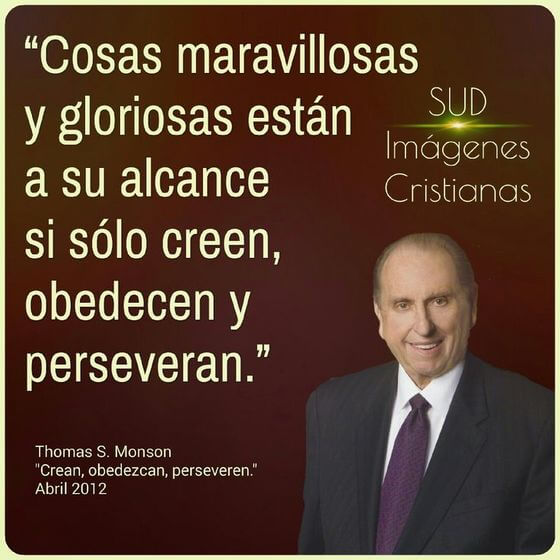 “Cosas maravillosas
y gloriosas están
a su alcance
si sólo creen,
obedecen y
perseveran.”
SUD
Imágenes
Cristianas
Thomas S. Monson
"Crean, obedezcan, perseveren."
Abril 2012